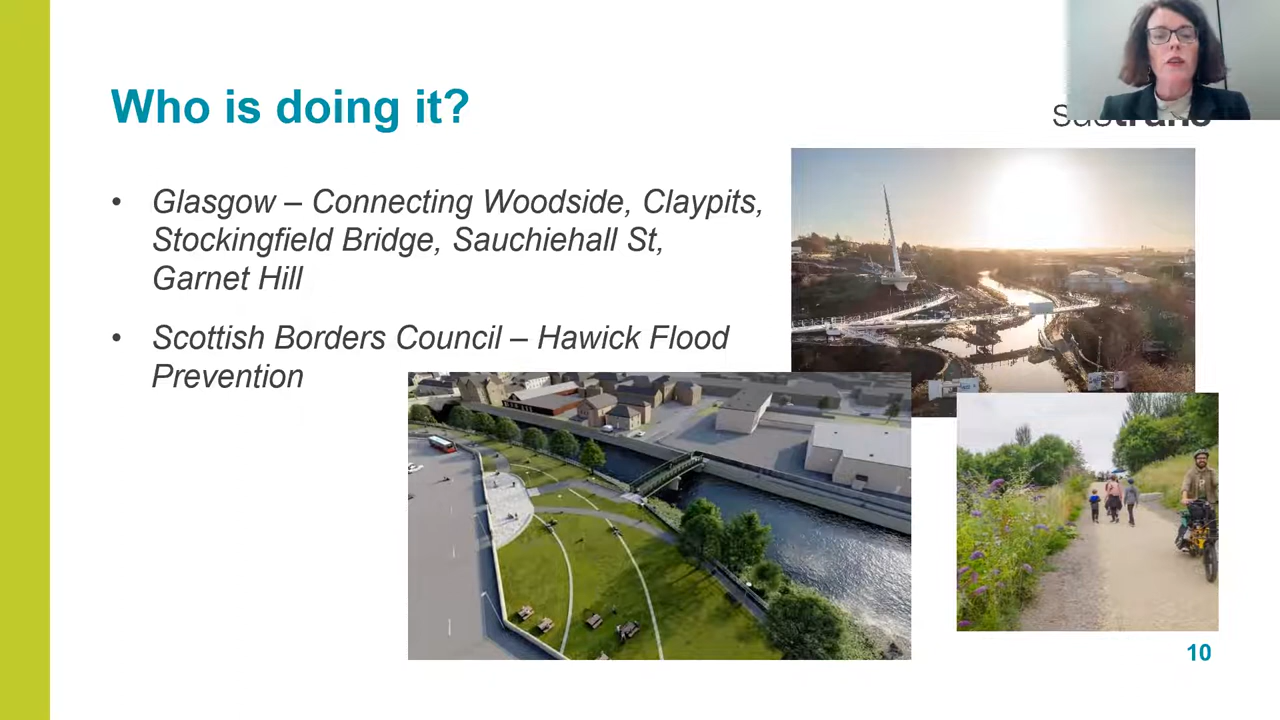 Who is doing it?
• Glasgow – Connecting Woodside, Claypits,
Stockingfield Bridge, Sauchiehall St,
Garnet Hill
• Scottish Borders Council – Hawick Flood
Prevention
10